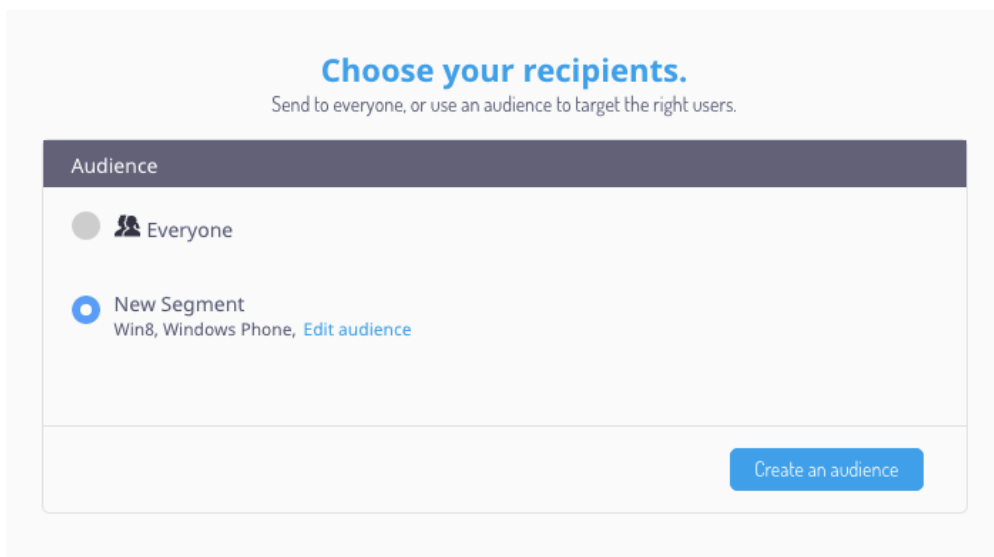 Choose your recipients.
Send to everyone, or use an audience to target the right users.
Audience
Everyone
New Segment
Win8, Windows Phone, Edit audience
Create an audience